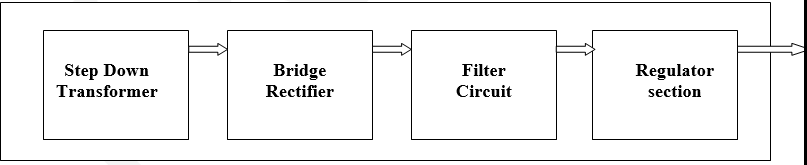 Step Down
Transformer
Bridge
Rectifier
Filter
Circuit
Regulator
section